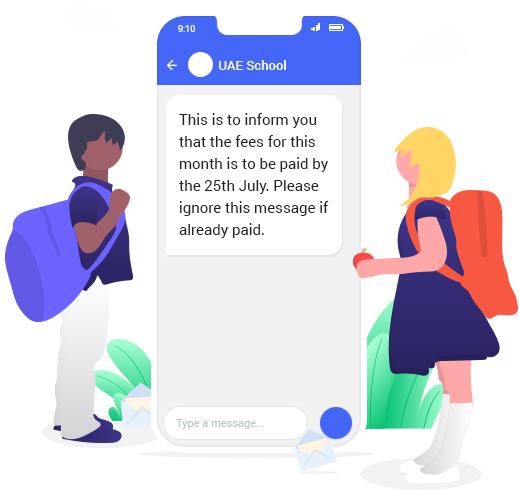 9:10
UAE School
This is to inform you
that the fees for this
month is to be paid by
the 25th July. Please
ignore this message if
already paid.
Type a message...